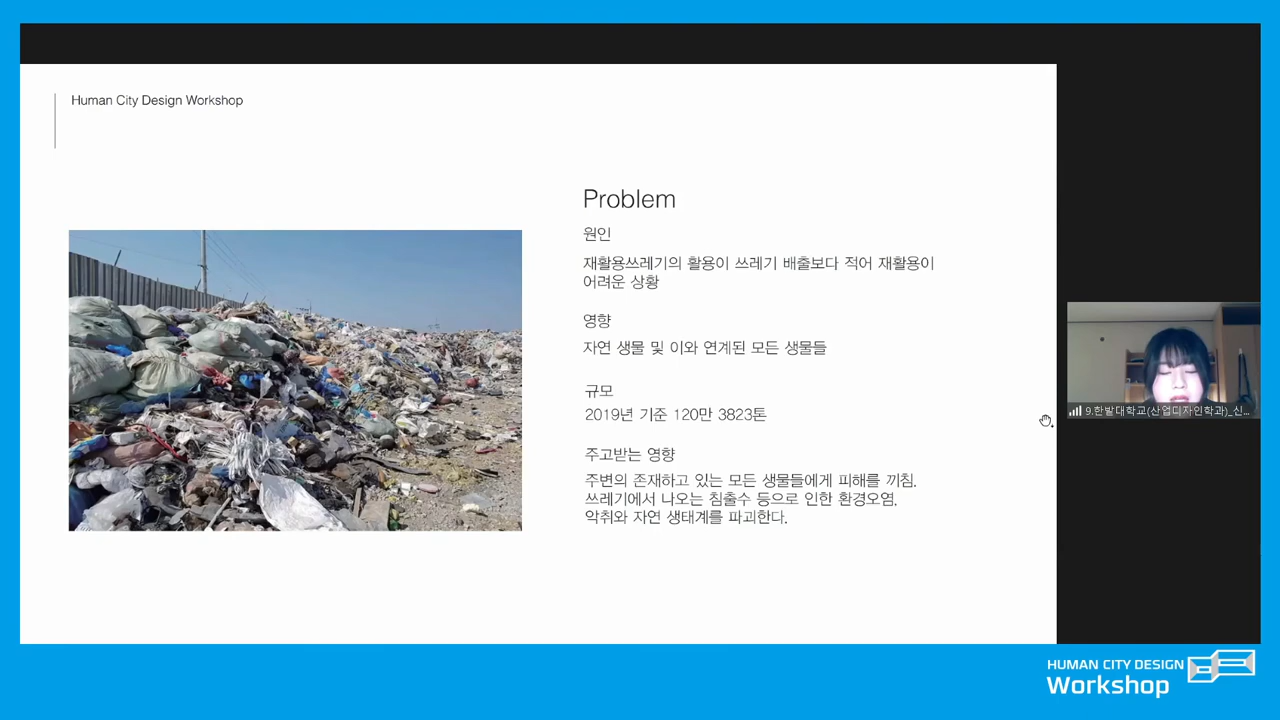 Human City Design Workshop
Problem
원인
재활용쓰레기의 활용이 쓰레기 배출보다 적어 재활용이
어려운 상황
영향
자연 생물 및 이와 연계된 모든 생물들
규모
2019년 기준 120만 3823톤
주고받는 영향
주변의 존재하고 있는 모든 생물들에게 피해를 끼침.
쓰레기에서 나오는 침출수 등으로 인한 환경오염,
악취와 자연 생태계를 파괴한다.
9.한밭대학교(산업디자인학과)_신...
HUMAN CITY DESIGN
Workshop